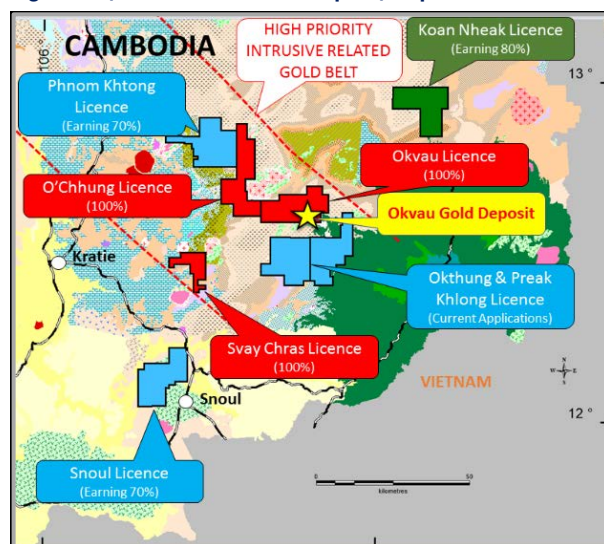 106°
CAMBODIA
HIGH PRIORITY
INTRUSIVE RELATED
GOLD BELT
Koan Nheak Licence
(Earning 80%)
13°
Phnom Khtong
Licence
(Earning 70%)
Okvau Licence
(100%)
O'Chhung Licence
(100%)
Okvau Gold Deposit
Kratie
Okthung & Preak
Khlong Licence
(Current Applications)
Svay Chras Licence
(100%)
VIETNAM
N
W
E
S
Snoul
12°
Snoul Licence
(Earning 70%)
0
50
kilometres